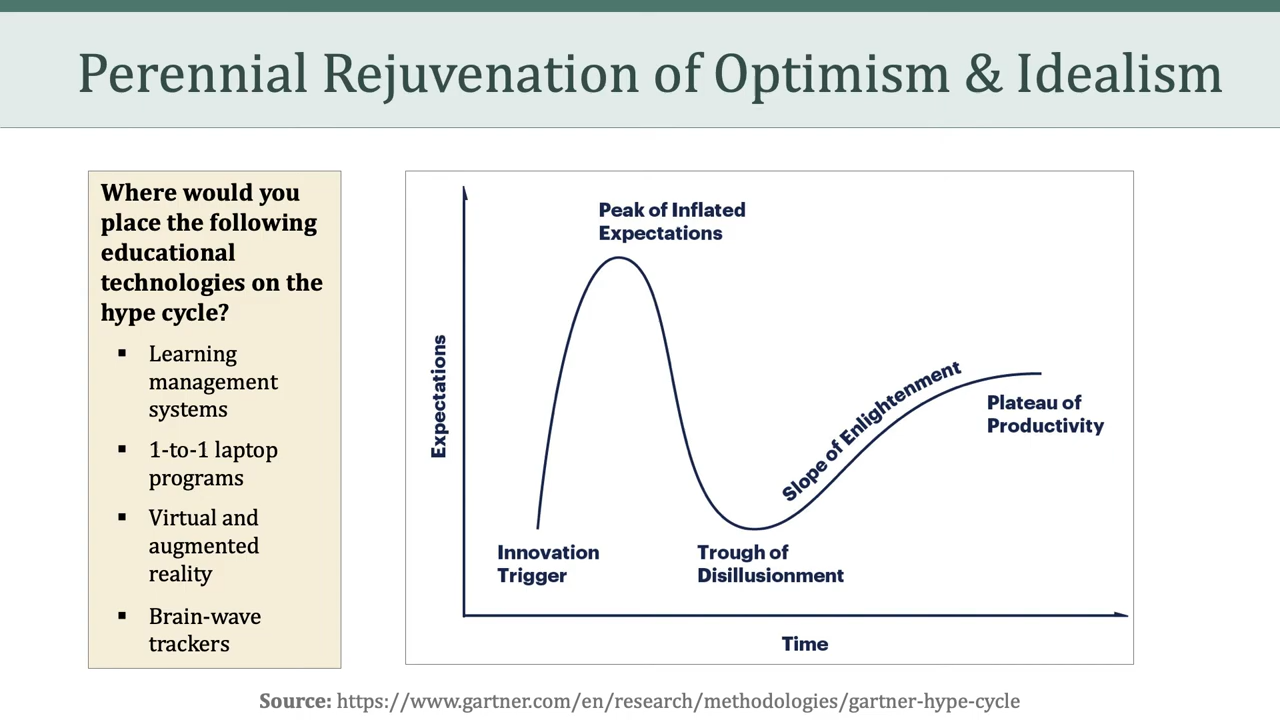 Perennial Rejuvenation of Optimism & Idealism
Where would you
place the following
educational
technologies on the
hype cycle?
▪ Learning
management
systems
▪ 1-to-1 laptop
programs
▪ Virtual and
augmented
reality
▪ Brain-wave
trackers
Expectations
Peak of Inflated
Expectations
Innovation
Trigger
Trough of
Disillusionment
Slope of Enlightenment
Plateau of
Productivity
Time
Source: https://www.gartner.com/en/research/methodologies/gartner-hype-cycle